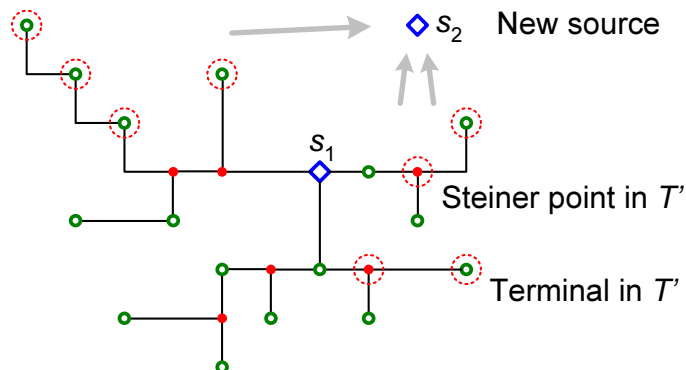 s₂ New source
s₁
Steiner point in T'
Terminal in T'